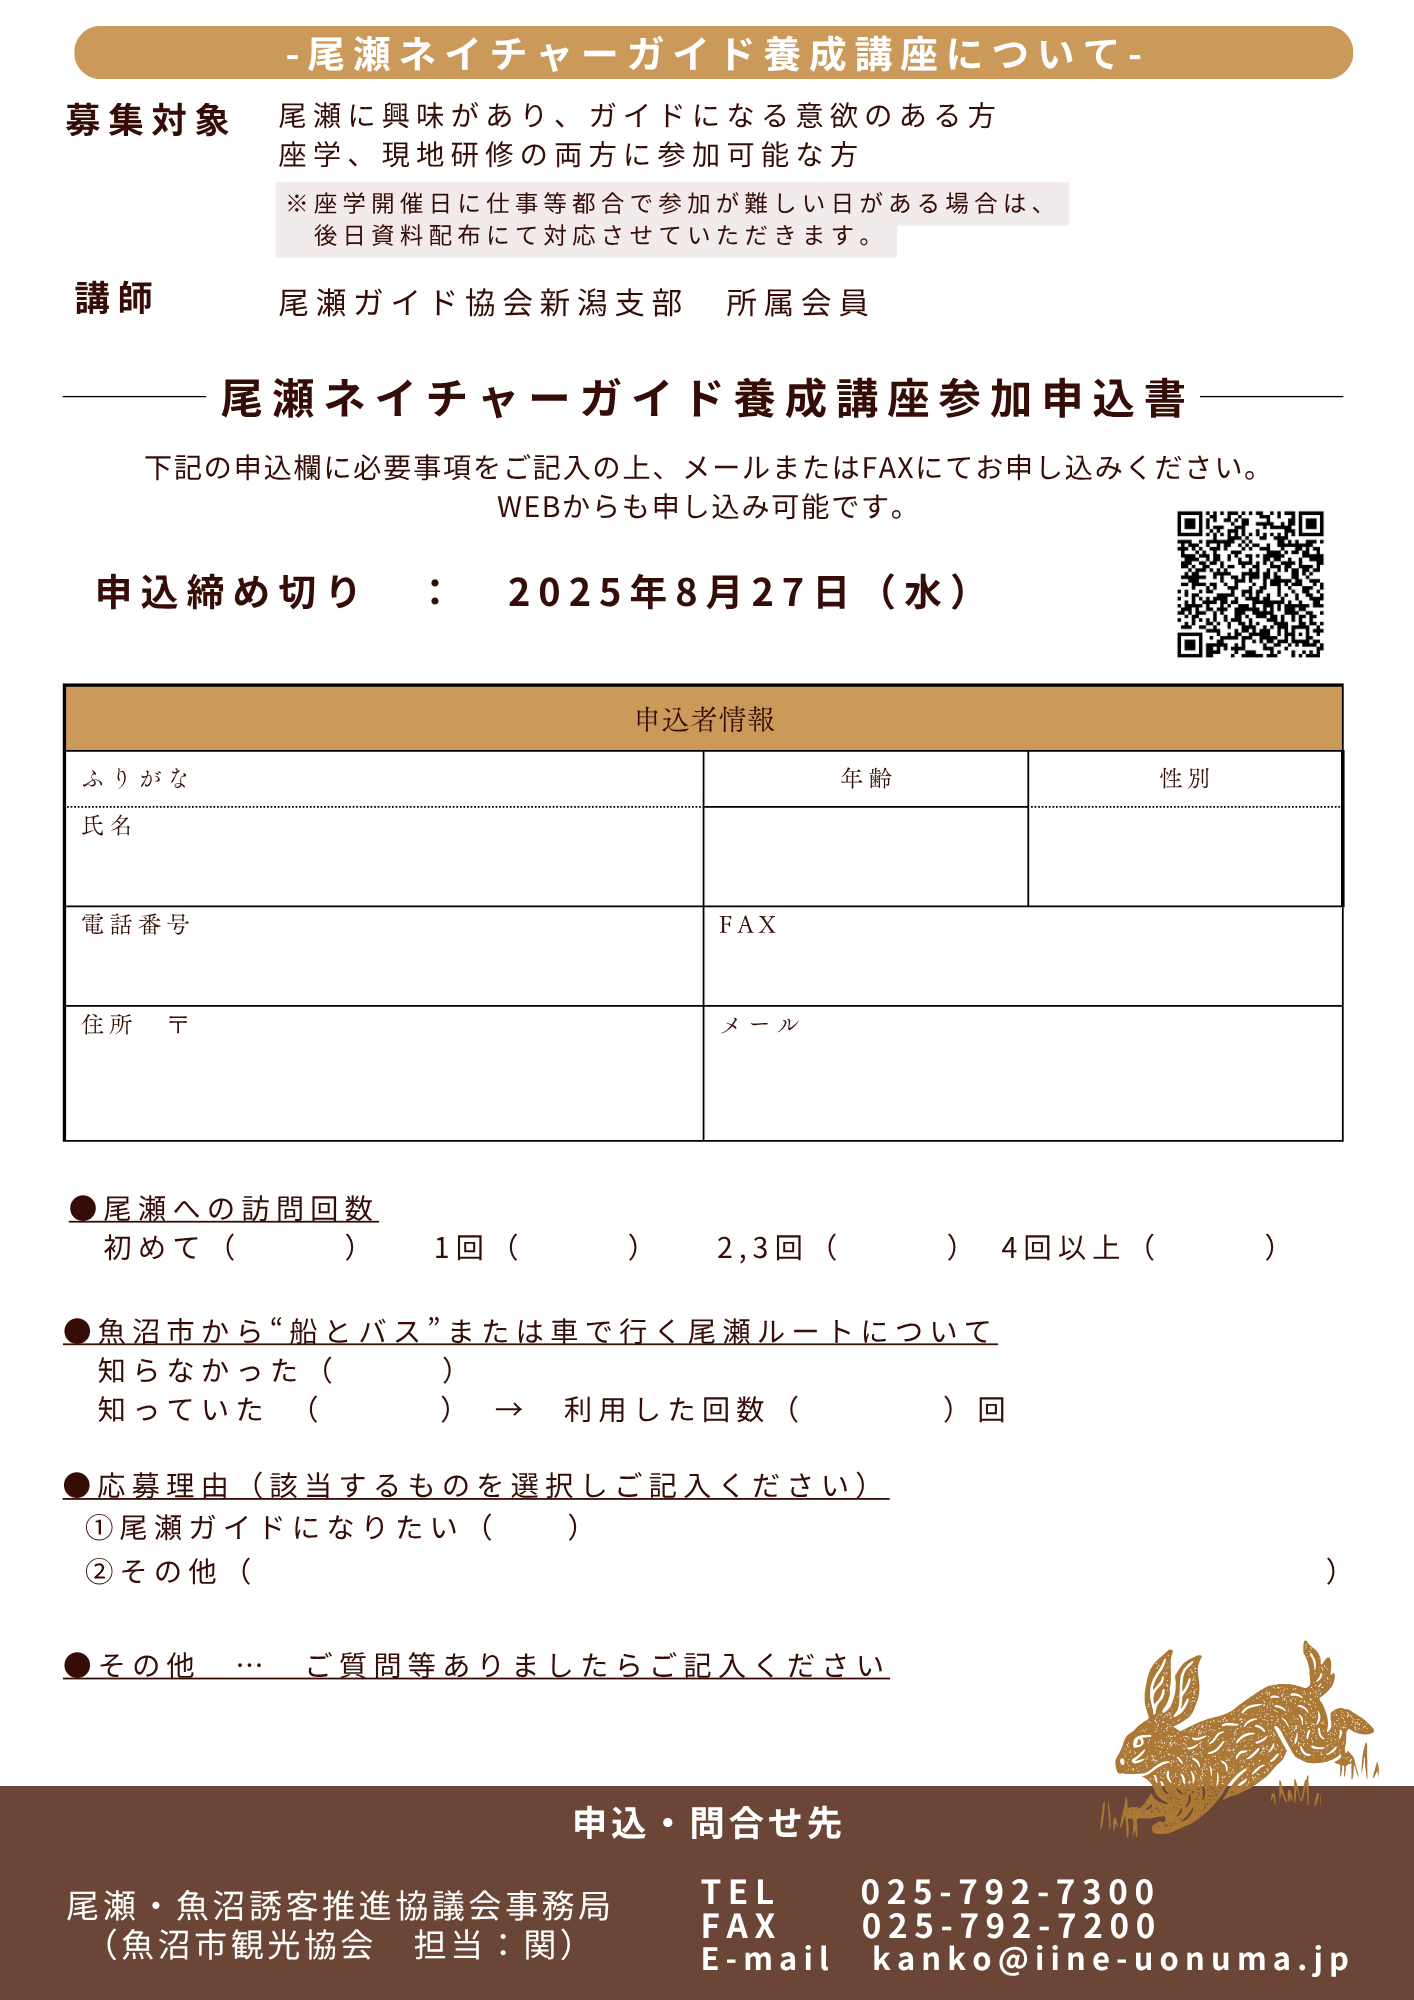 -尾瀬ネイチャーガイド養成講座について-
募集対象
尾瀬に興味があり、ガイドになる意欲のある方
座学、現地研修の両方に参加可能な方
※座学開催日に仕事等都合で参加が難しい日がある場合は、
後日資料配布にて対応させていただきます。
講師
尾瀬ガイド協会新潟支部　所属会員
尾瀬ネイチャーガイド養成講座参加申込書
下記の申込欄に必要事項をご記入の上、メールまたはFAXにてお申し込みください。
WEBからも申し込み可能です。
申込締め切り　：　2025年8月27日（水）
申込者情報
ふりがな　年齢　性別
氏名
電話番号　FAX
住所　〒　メール
●尾瀬への訪問回数
初めて（　　　）　1回（　　　）　2,3回（　　　）　4回以上（　　　）
●魚沼市から“船とバス”または車で行く尾瀬ルートについて
知らなかった（　　　）
知っていた　（　　　）　→　利用した回数（　　　　）回
●応募理由（該当するものを選択しご記入ください）
①尾瀬ガイドになりたい（　　）
②その他（　　　　　　　　　　　　　　　　）
●その他　…　ご質問等ありましたらご記入ください
申込・問合せ先
尾瀬・魚沼誘客推進協議会事務局
（魚沼市観光協会　担当：関）
TEL　025-792-7300
FAX　025-792-7200
E-mail　kanko@iine-uonuma.jp